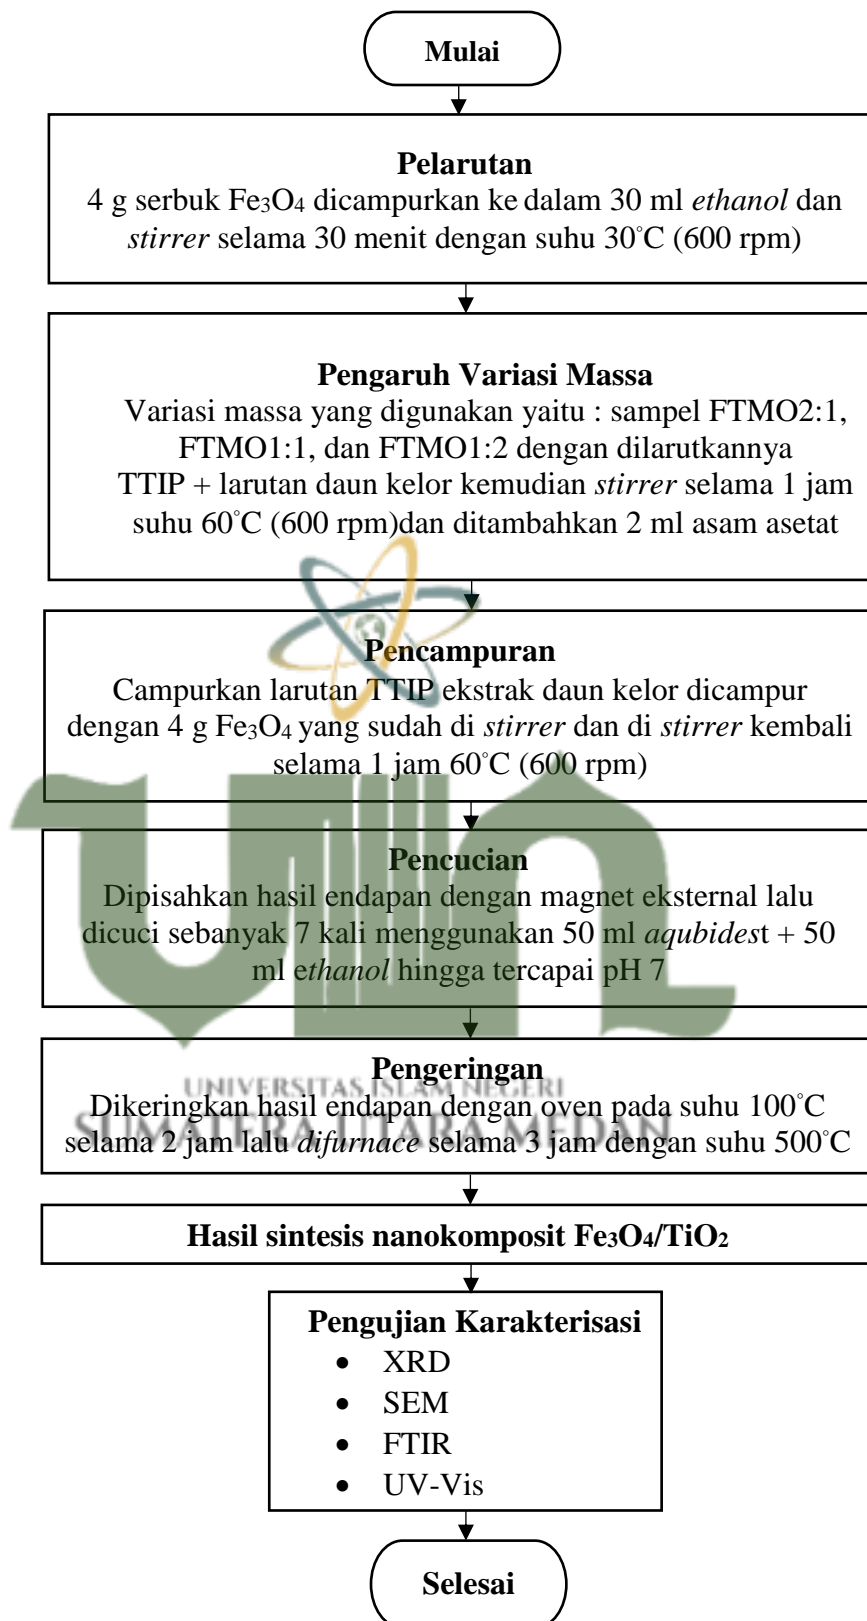 Mulai
Pelarutan
4 g serbuk Fe₃O₄ dicampurkan ke dalam 30 ml ethanol dan
stirrer selama 30 menit dengan suhu 30°C (600 rpm)
Pengaruh Variasi Massa
Variasi massa yang digunakan yaitu : sampel FTMO2:1,
FTMO1:1, dan FTMO1:2 dengan dilarutkannya
TTIP + larutan daun kelor kemudian stirrer selama 1 jam
suhu 60°C (600 rpm)dan ditambahkan 2 ml asam asetat
Pencampuran
Campurkan larutan TTIP ekstrak daun kelor dicampur
dengan 4 g Fe₃O₄ yang sudah di stirrer dan di stirrer kembali
selama 1 jam 60°C (600 rpm)
Pencucian
Dipisahkan hasil endapan dengan magnet eksternal lalu
dicuci sebanyak 7 kali menggunakan 50 ml aqubidest + 50
ml ethanol hingga tercapai pH 7
Pengeringan
UNIVERSITAS ISLAM NEGERI
Dikeringkan hasil endapan dengan oven pada suhu 100°C
SUMATERA UTARA MEDAN
selama 2 jam lalu difurnace selama 3 jam dengan suhu 500°C
Hasil sintesis nanokomposit Fe₃O₄/TiO₂
Pengujian Karakterisasi
• XRD
• SEM
• FTIR
• UV-Vis
Selesai